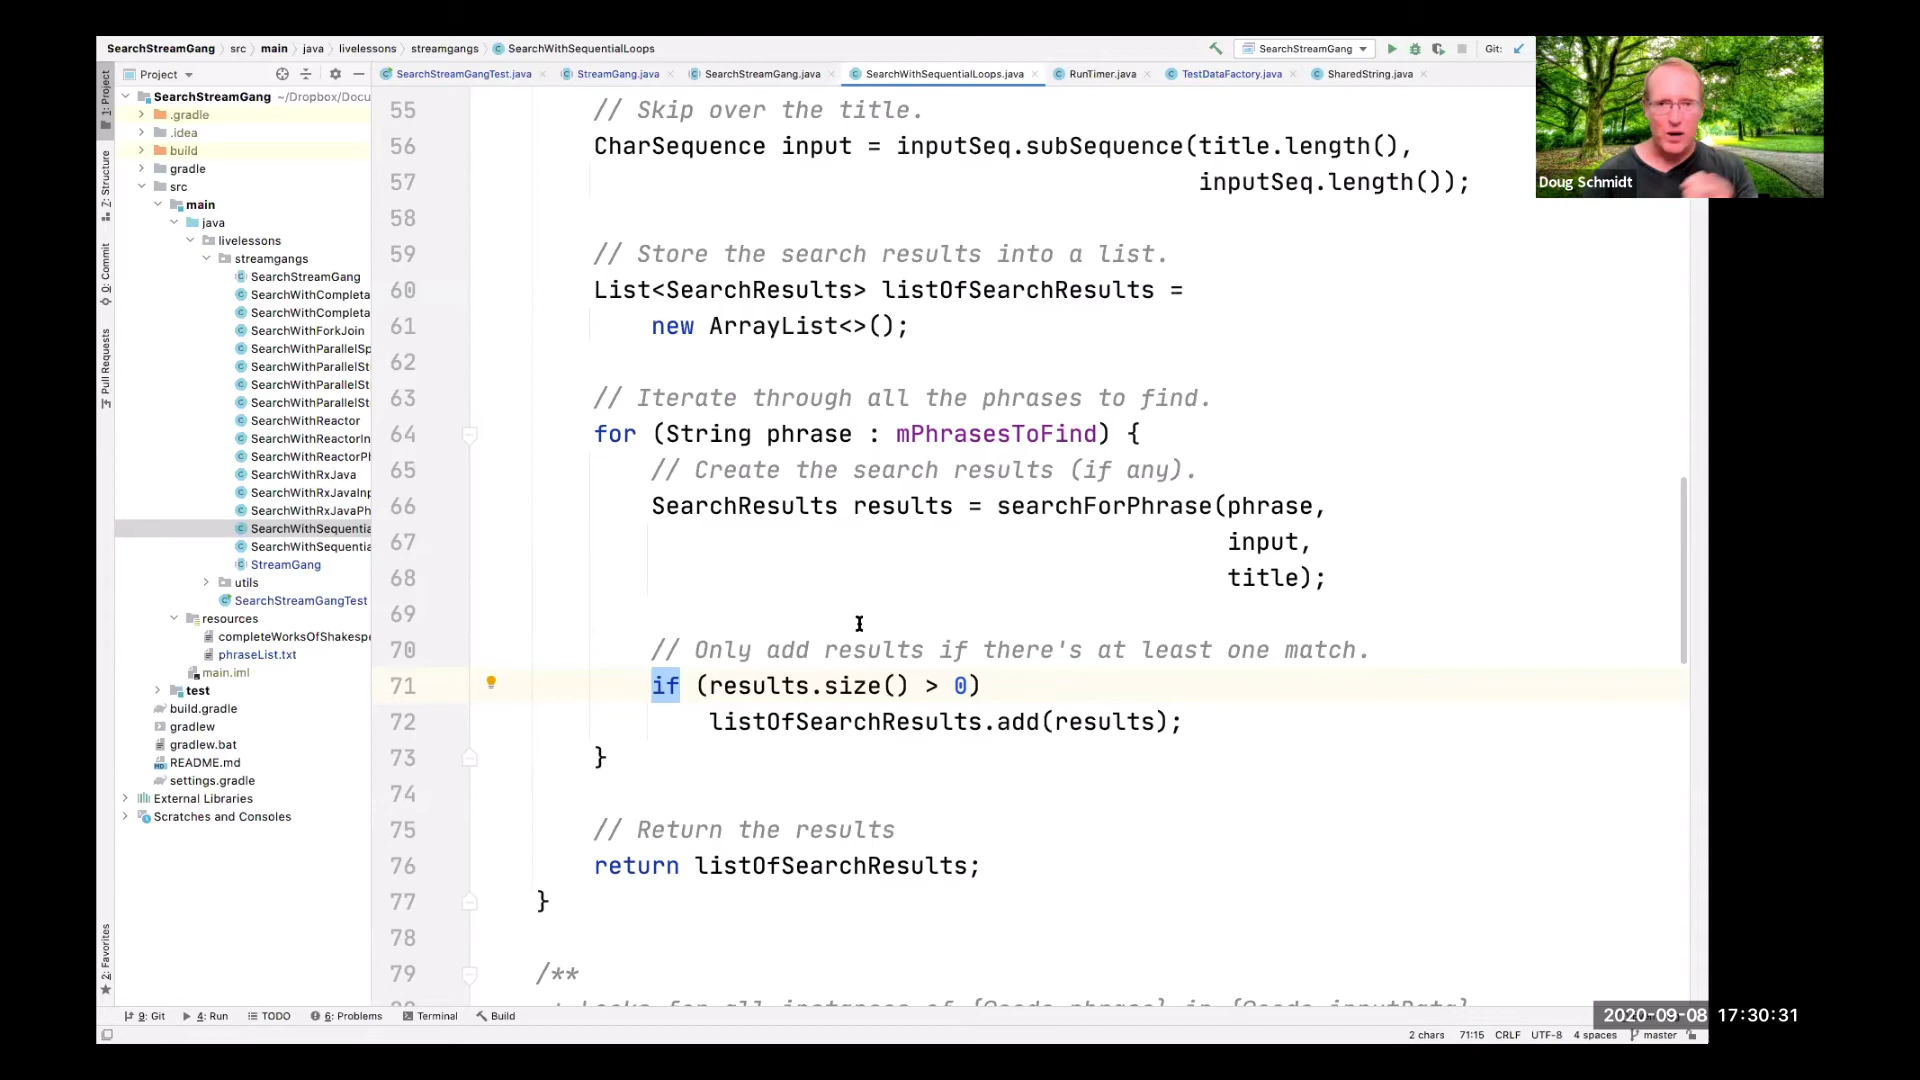 SearchStreamGang src main java livelessons streamgangs SearchWithSequentialLoops
SearchStreamGang
Git:
Project
SearchStreamGangTest.java
StreamGang.java
SearchStreamGang.java
SearchWithSequentialLoops.java
RunTimer.java
TestDataFactory.java
SharedString.java
1: Project
Z: Structure
0: Commit
Pull Requests
2: Favorites
SearchStreamGang ~/Dropbox/Docu
.gradle
.idea
build
gradle
src
main
java
livelessons
streamgangs
SearchStreamGang
SearchWithCompleta
SearchWithCompleta
SearchWithForkJoin
SearchWithParallelSp
SearchWithParallelSt
SearchWithParallelSt
SearchWithParallelSt
SearchWithReactor
SearchWithReactorIn
SearchWithReactorPh
SearchWithRxJava
SearchWithRxJavaInp
SearchWithRxJavaPh
SearchWithSequentia
SearchWithSequentia
StreamGang
utils
SearchStreamGangTest
resources
completeWorksOfShakespe
phraseList.txt
main.iml
test
build.gradle
gradlew
gradlew.bat
README.md
settings.gradle
External Libraries
Scratches and Consoles
55 // Skip over the title.
56 CharSequence input = inputSeq.subSequence(title.length(),
57 inputSeq.length());
58
59 // Store the search results into a list.
60 List<SearchResults> listOfSearchResults =
61 new ArrayList<>();
62
63 // Iterate through all the phrases to find.
64 for (String phrase : mPhrasesToFind) {
65 // Create the search results (if any).
66 SearchResults results = searchForPhrase(phrase,
67 input,
68 title);
69
70 // Only add results if there's at least one match.
71 if (results.size() > 0)
72 listOfSearchResults.add(results);
73 }
74
75 // Return the results
76 return listOfSearchResults;
77 }
78
79 /**
Doug Schmidt
9: Git
4: Run
TODO
6: Problems
Terminal
Build
2020-09-08 17:30:31
2 chars 71:15 CRLF UTF-8 4 spaces master